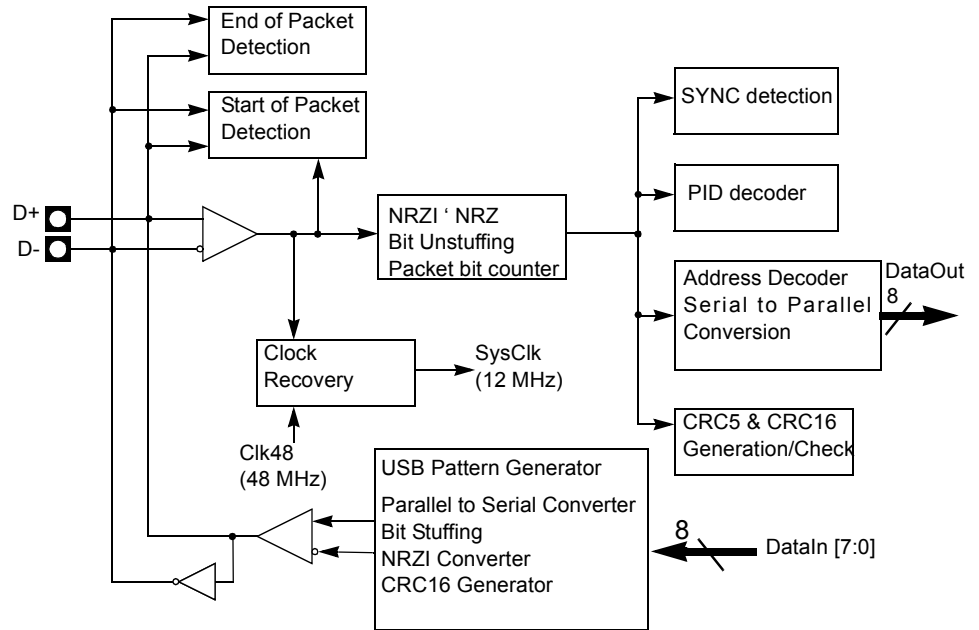 End of Packet
Detection
Start of Packet
Detection
SYNC detection
PID decoder
D+
D-
NRZI ‘ NRZ
Bit Unstuffing
Packet bit counter
Address Decoder
Serial to Parallel
Conversion
DataOut
8
Clock
Recovery
SysClk
(12 MHz)
CRC5 & CRC16
Generation/Check
Clk48
(48 MHz)
USB Pattern Generator
Parallel to Serial Converter
Bit Stuffing
NRZI Converter
CRC16 Generator
8
DataIn [7:0]